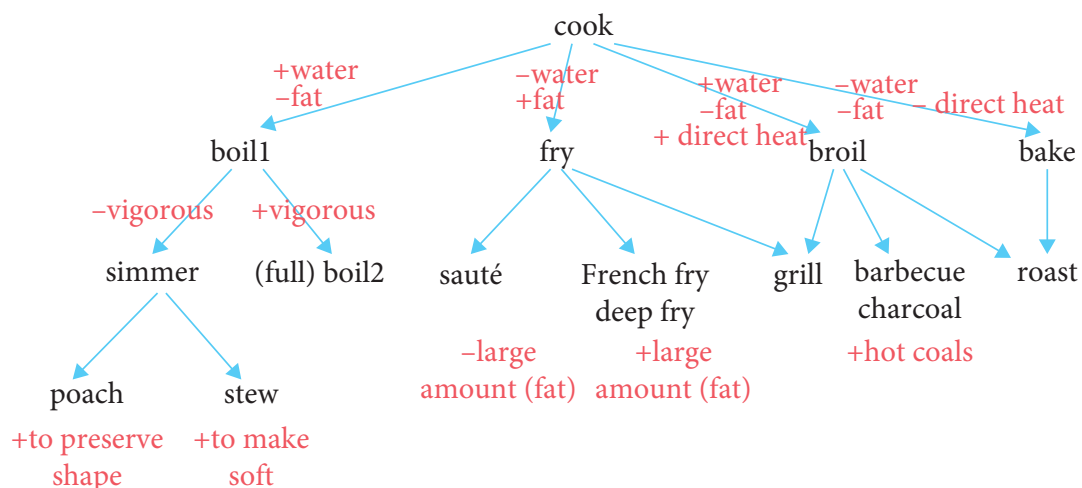 cook
+water
–fat
–water
+fat
+water
–fat
+ direct heat
–water
–fat
– direct heat
boil1
fry
broil
bake
–vigorous
+vigorous
simmer
(full) boil2
sauté
French fry
deep fry
grill
barbecue
charcoal
roast
–large
amount (fat)
+large
amount (fat)
+hot coals
poach
stew
+to preserve
shape
+to make
soft